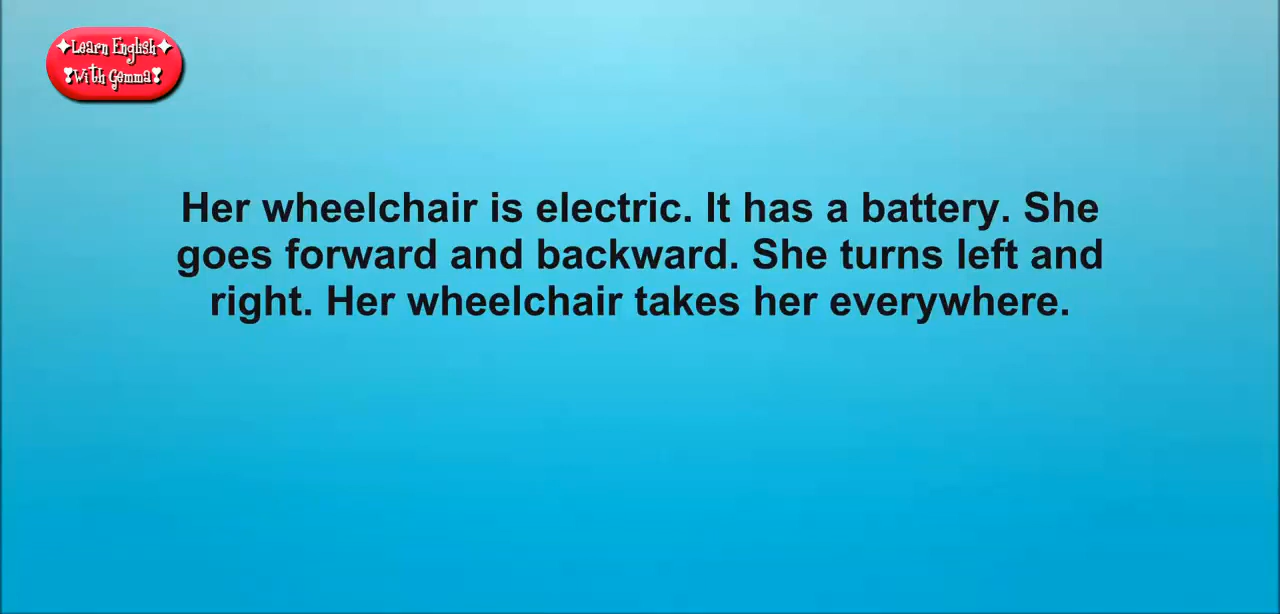 ✦Learn English✦
❣With Gemma❣
Her wheelchair is electric. It has a battery. She
goes forward and backward. She turns left and
right. Her wheelchair takes her everywhere.